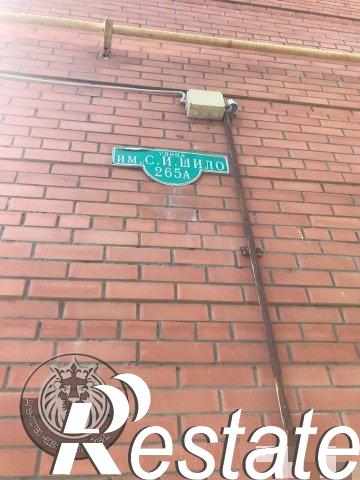 УЛИЦА
ИМ. С. И. ШИЛО
265А
Restate